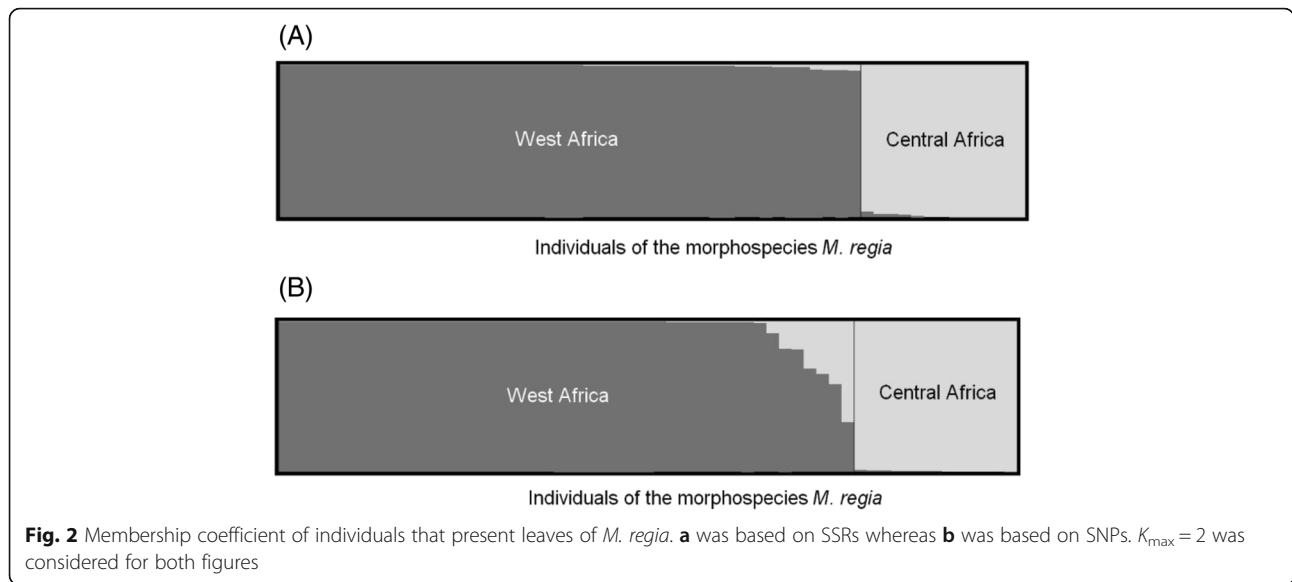 (A)
West Africa
Central Africa
Individuals of the morphospecies M. regia
(B)
West Africa
Central Africa
Individuals of the morphospecies M. regia
Fig. 2 Membership coefficient of individuals that present leaves of M. regia. a was based on SSRs whereas b was based on SNPs. Kmax = 2 was
considered for both figures